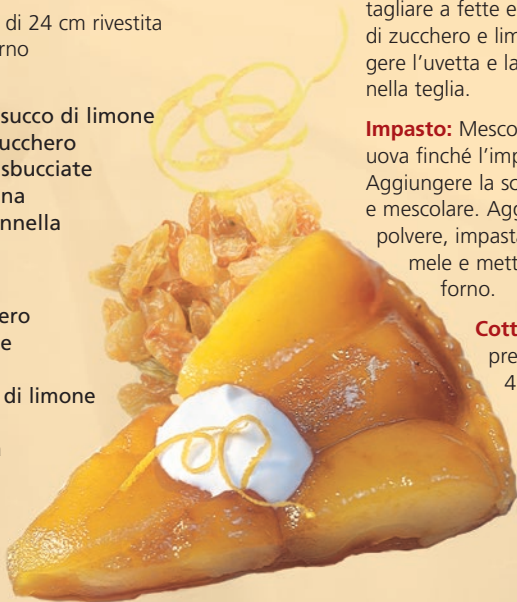 di 24 cm rivestita
rno
succo di limone
ucchero
sbucciate
na
nnella
ero
e
di limone
tagliare a fette e
di zucchero e lim
gere l'uvetta e la
nella teglia.
Impasto: Mesco
uova finché l'imp
Aggiungere la sc
e mescolare. Agg
polvere, impasta
mele e mett
forno.
Cott
pre
4